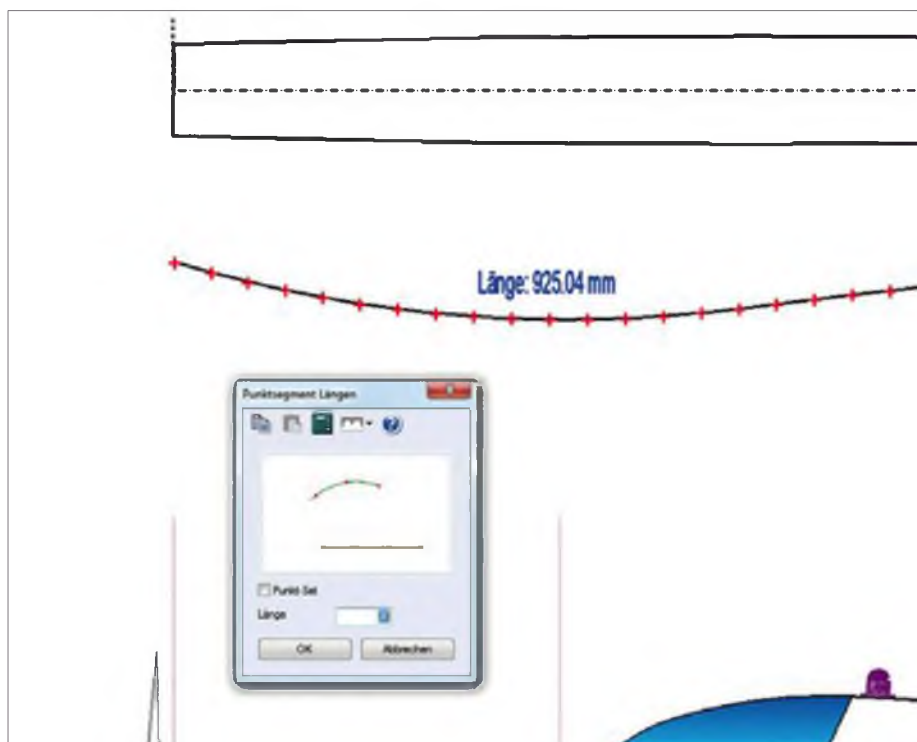 Länge: 925.04 mm
Punktsegment Längen
Punkt Set
Länge
OK
Abbrechen